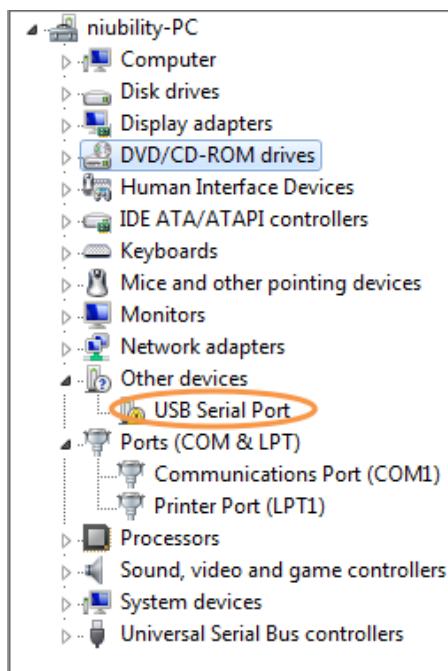 niubility-PC
Computer
Disk drives
Display adapters
DVD/CD-ROM drives
Human Interface Devices
IDE ATA/ATAPI controllers
Keyboards
Mice and other pointing devices
Monitors
Network adapters
Other devices
USB Serial Port
Ports (COM & LPT)
Communications Port (COM1)
Printer Port (LPT1)
Processors
Sound, video and game controllers
System devices
Universal Serial Bus controllers